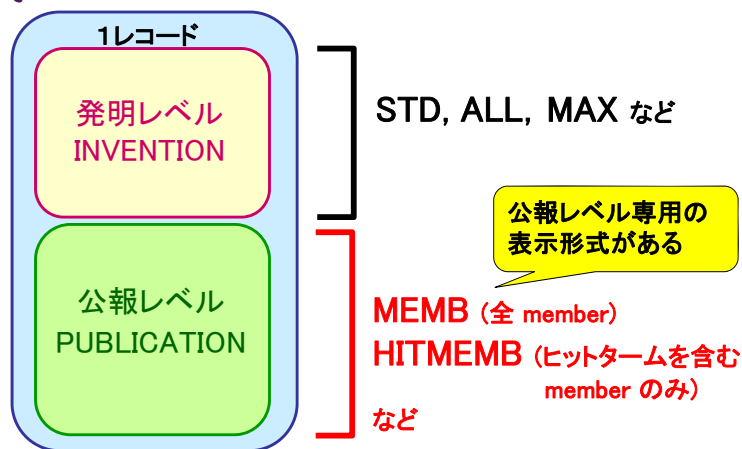 1レコード
発明レベル
INVENTION
STD, ALL, MAX など
公報レベル専用の
表示形式がある
公報レベル
PUBLICATION
MEMB (全 member)
HITMEMB (ヒットタームを含む
member のみ)
など